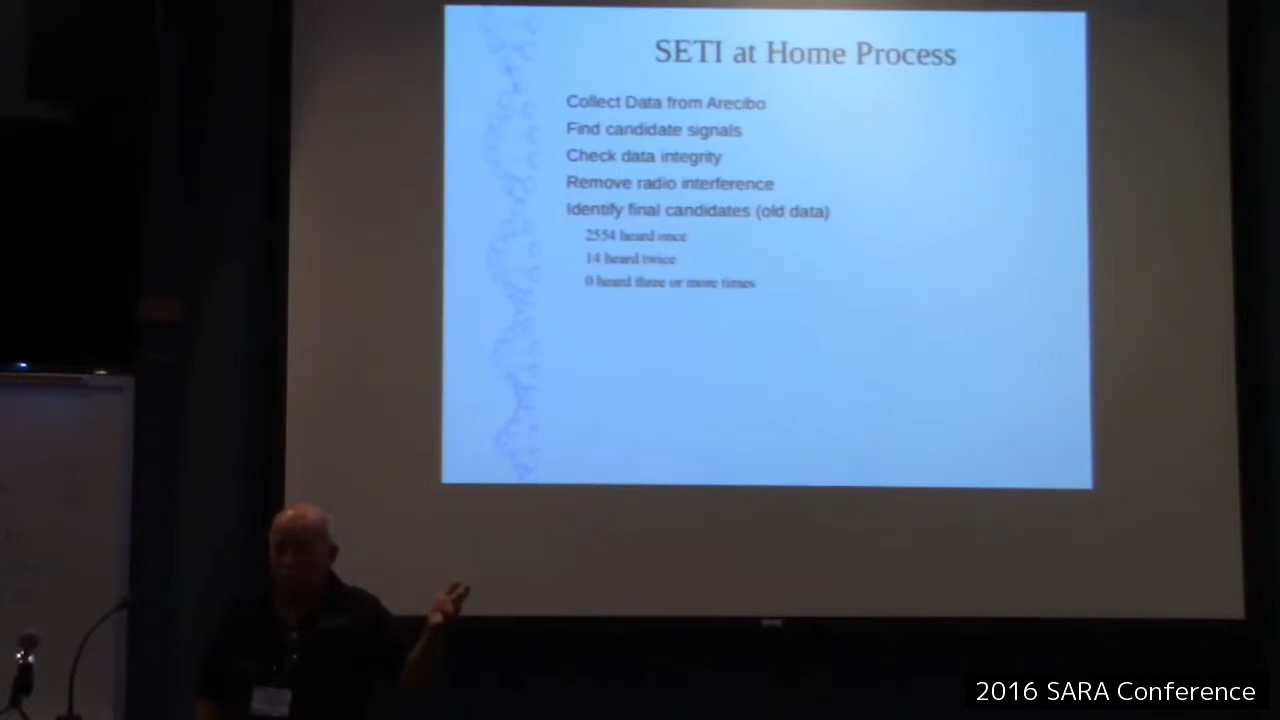 SETI at Home Process
Collect Data from Arecibo
Find candidate signals
Check data integrity
Remove radio interference
Identify final candidates (old data)
2554 heard once
14 heard twice
0 heard three or more times
2016 SARA Conference